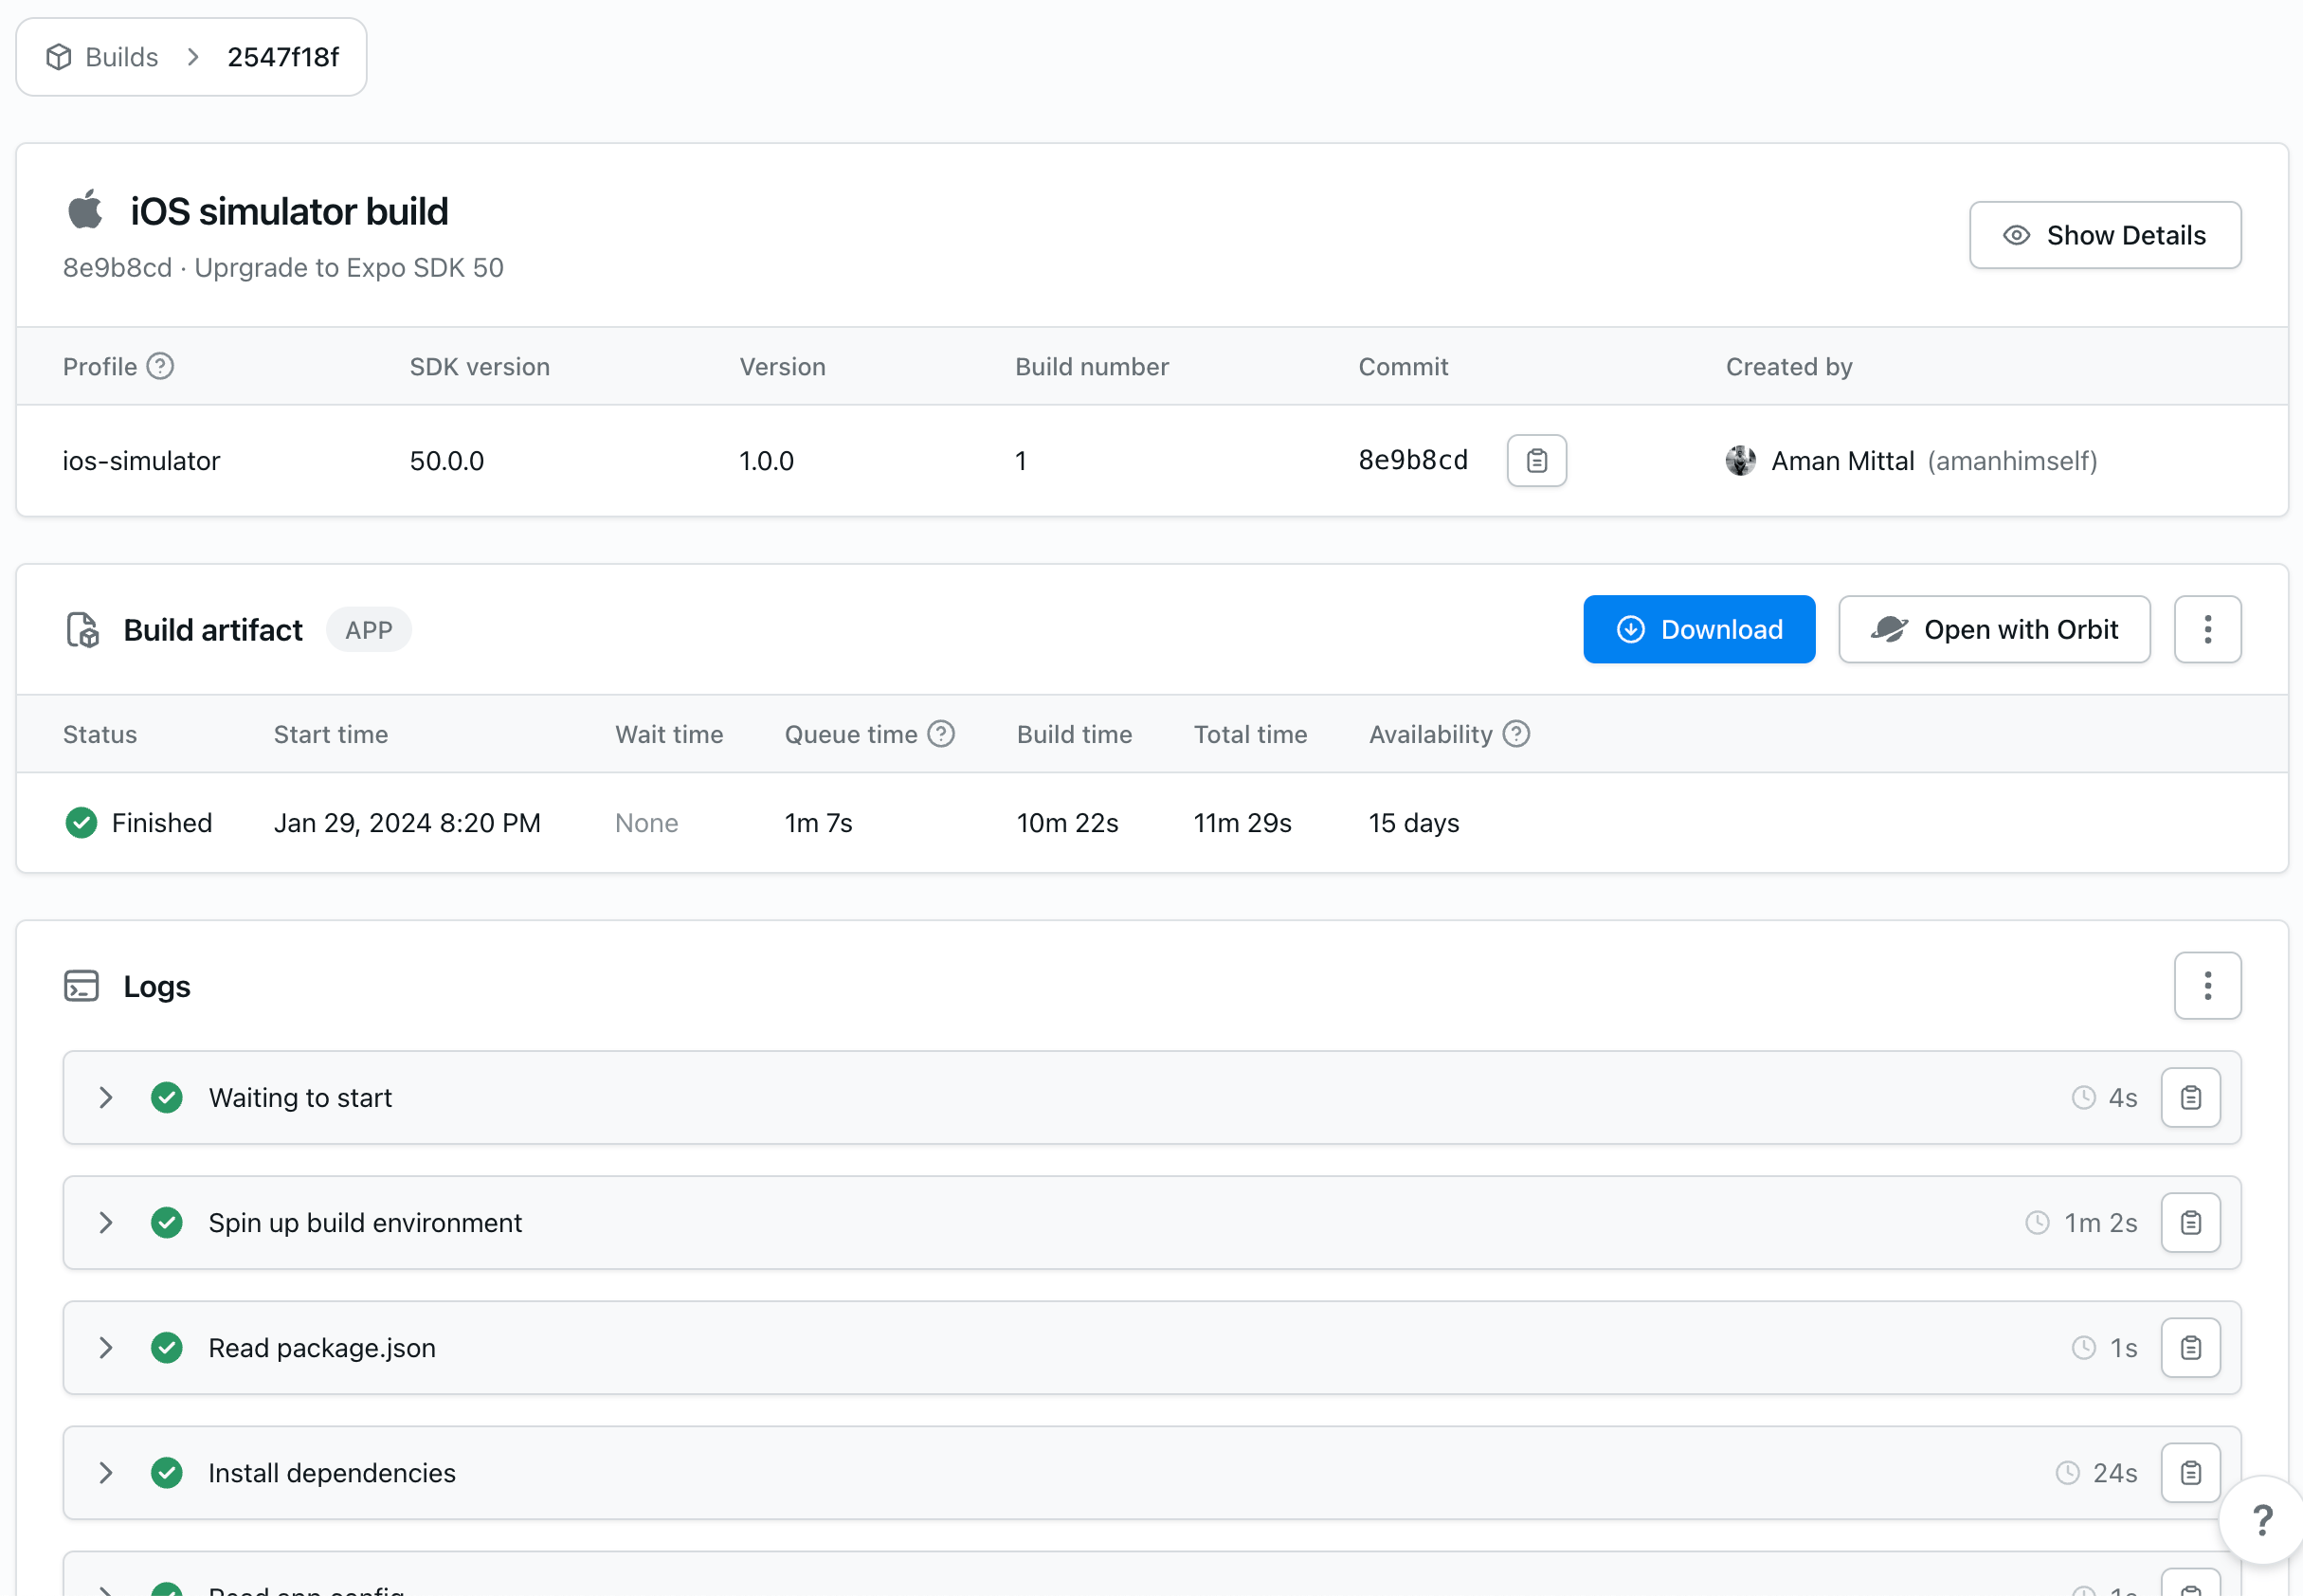 Builds > 2547f18f
iOS simulator build
8e9b8cd · Uprgrade to Expo SDK 50
Show Details
Profile SDK version Version Build number Commit Created by
ios-simulator 50.0.0 1.0.0 1 8e9b8cd Aman Mittal (amanhimself)
Build artifact APP
Download Open with Orbit
Status Start time Wait time Queue time Build time Total time Availability
Finished Jan 29, 2024 8:20 PM None 1m 7s 10m 22s 11m 29s 15 days
Logs
Waiting to start 4s
Spin up build environment 1m 2s
Read package.json 1s
Install dependencies 24s
?
Read app config 1s